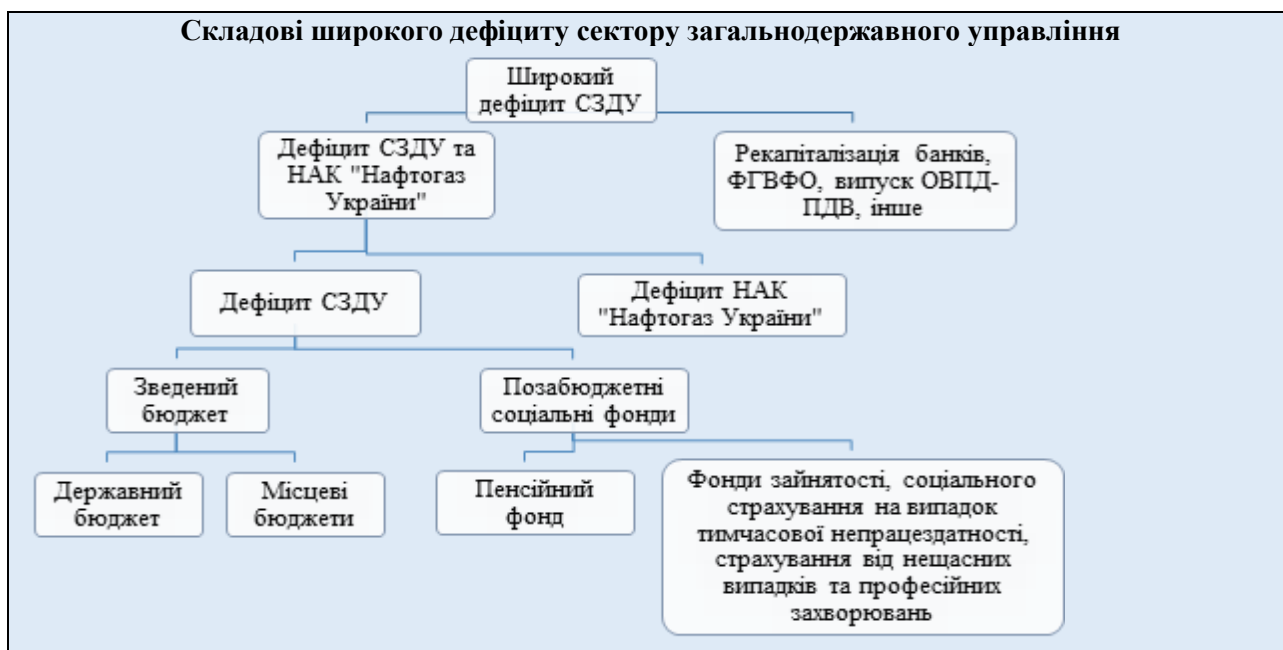 Складові широкого дефіциту сектору загальнодержавного управління
Широкий
дефіцит СЗДУ
Дефіцит СЗДУ та
НАК "Нафтогаз
України"
Рекапіталізація банків,
ФГВФО, випуск ОВПД-
ПДВ, інше
Дефіцит СЗДУ
Дефіцит НАК
"Нафтогаз України"
Зведений
бюджет
Позабюджетні
соціальні фонди
Державний
бюджет
Місцеві
бюджети
Пенсійний
фонд
Фонди зайнятості, соціального
страхування на випадок
тимчасової непрацездатності,
страхування від нещасних
випадків та професійних
захворювань